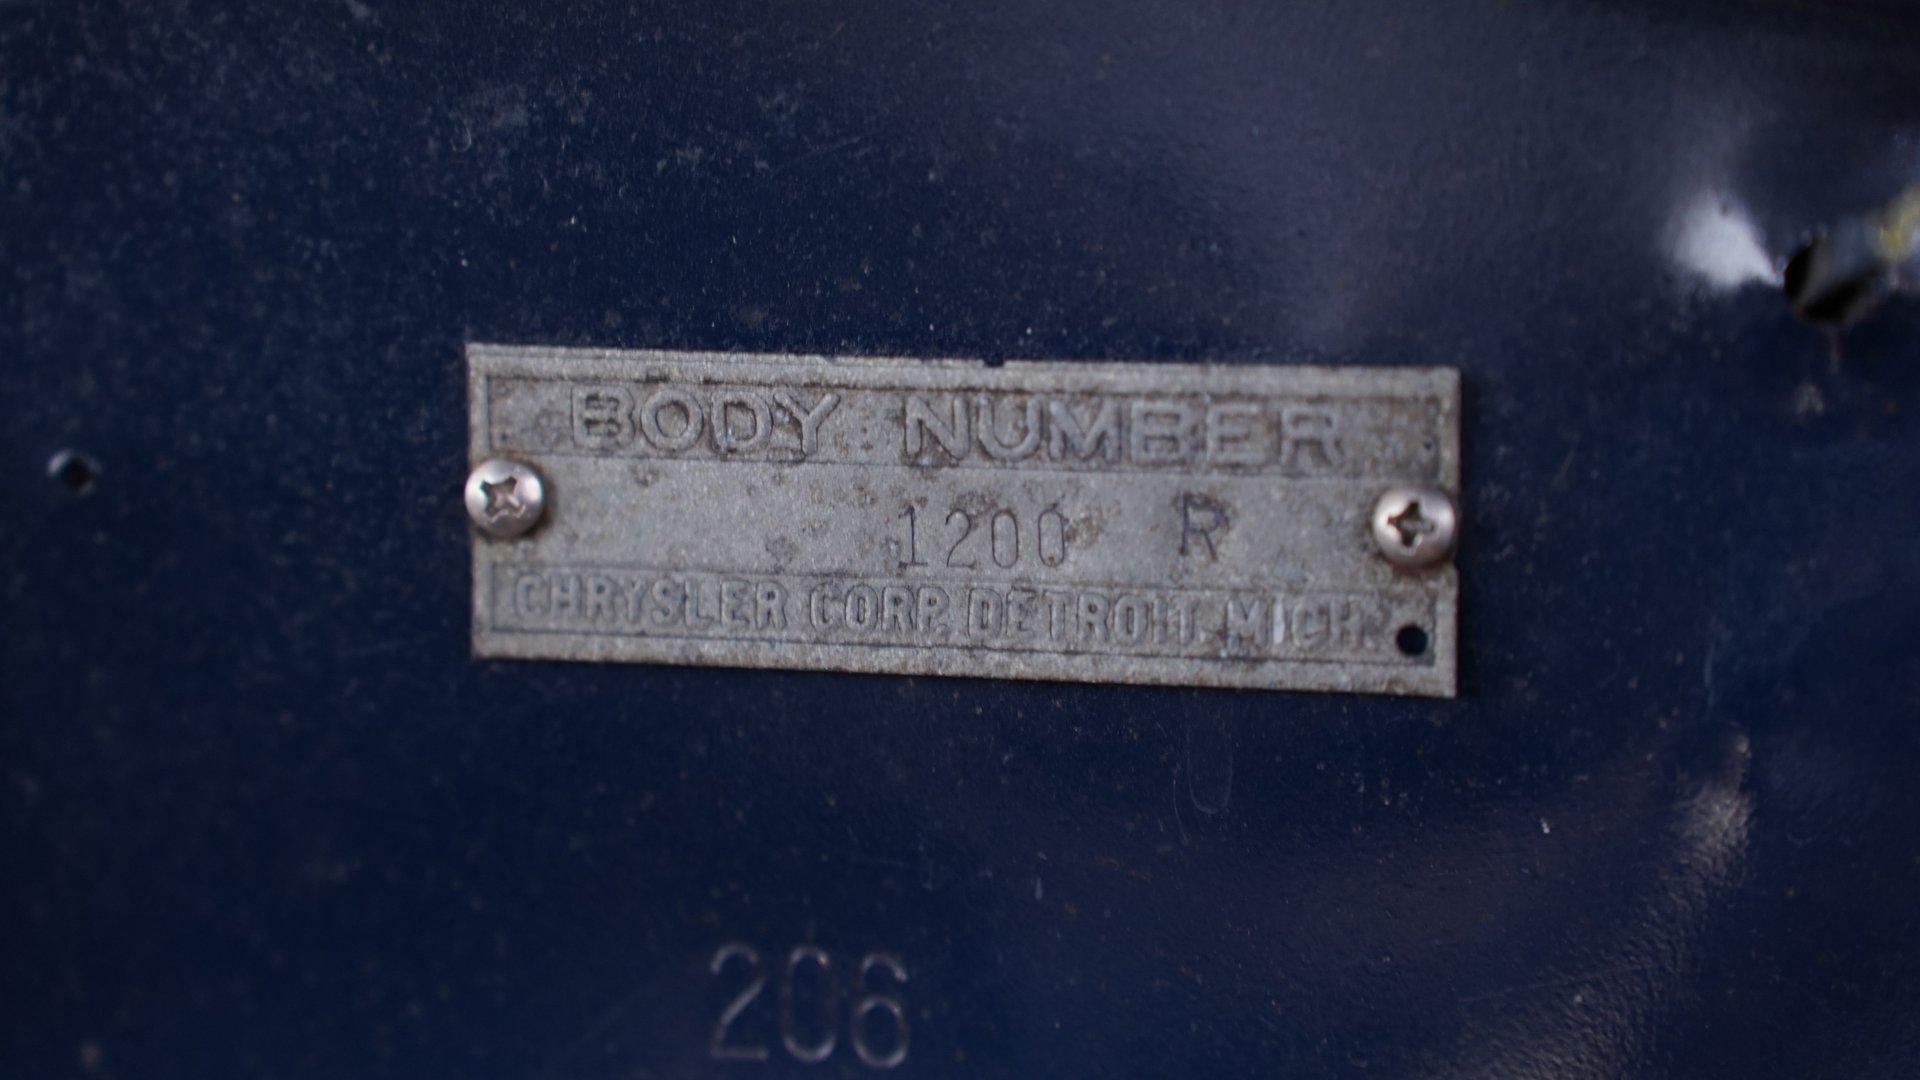 BODY NUMBER
1200 R
CHRYSLER CORP. DETROIT. MICH.
206